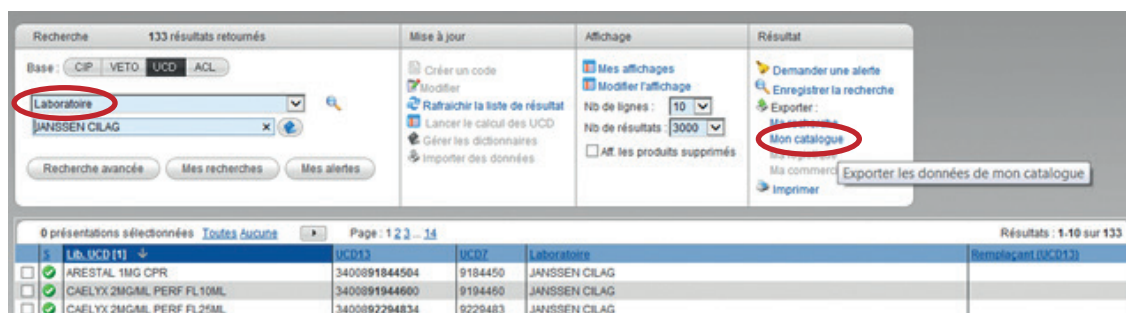 Recherche 133 résultats retournés
Base : CIP VETO UCD ACL
Laboratoire
JANSSEN CILAG
Recherche avancée Mes recherches Mes alertes
Mise à jour
Créer un code
Modifier
Rafraichir la liste de résultat
Lancer le calcul des UCD
Gérer les dictionnaires
Importer des données
Affichage
Mes affichages
Modifier l'affichage
Nb de lignes : 10
Nb de résultats : 3000
Aff. les produits supprimés
Résultat
Demander une alerte
Enregistrer la recherche
Exporter :
Ma recherche
Mon catalogue
Ma commerc
Exporter les données de mon catalogue
Imprimer
0 présentations sélectionnées Toutes Aucune Page : 1 2 3 ... 14 Résultats : 1-10 sur 133
S Lib. UCD [1] UCD13 UCD7 Laboratoire Remplaçant (UCD13)
ARESTAL 1MG CPR 3400891844504 9184450 JANSSEN CILAG
CAELYX 2MG/ML PERF FL10ML 3400891944600 9194460 JANSSEN CILAG
CAELYX 2MG/ML PERF FL25ML 3400892294834 9229483 JANSSEN CILAG